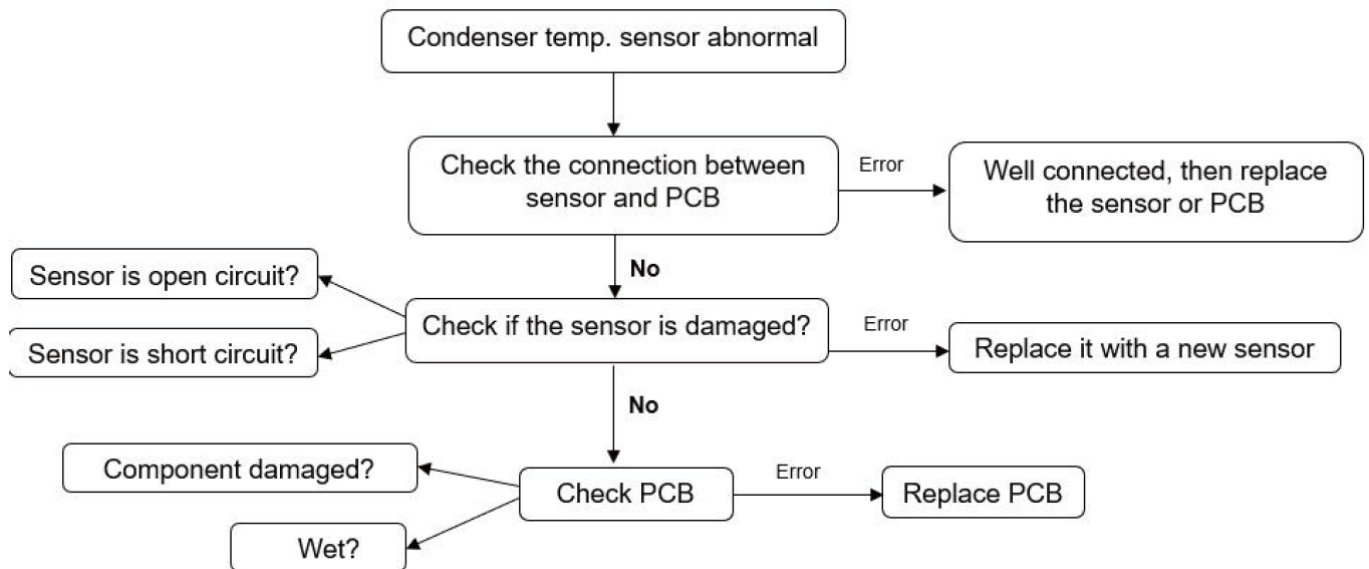 Condenser temp. sensor abnormal
Check the connection between
sensor and PCB
Error
Well connected, then replace
the sensor or PCB
No
Sensor is open circuit?
Sensor is short circuit?
Check if the sensor is damaged?
Error
Replace it with a new sensor
No
Component damaged?
Wet?
Check PCB
Error
Replace PCB